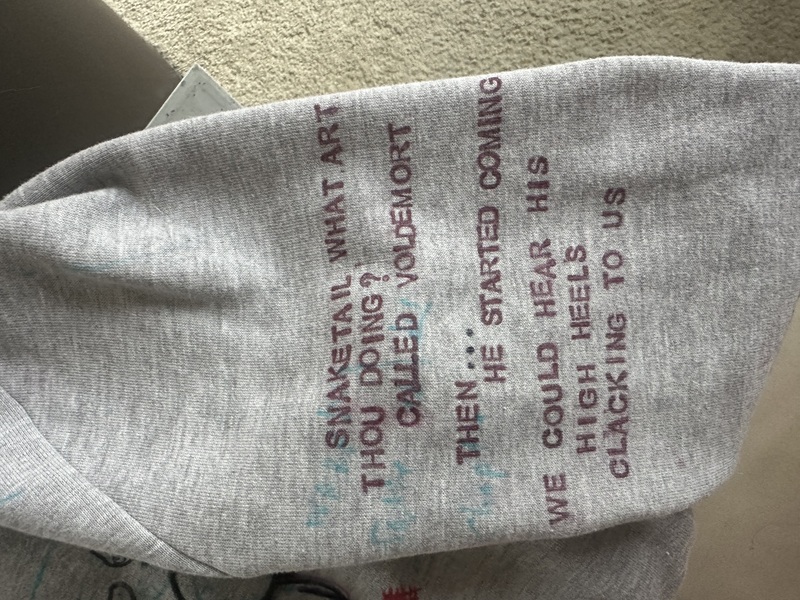 SNAKETAIL WHAT ART
THOU DOING?
CALLED VOLDEMORT
THEN...
HE STARTED COMING
WE COULD HEAR HIS
HIGH HEELS
CLACKING TO US